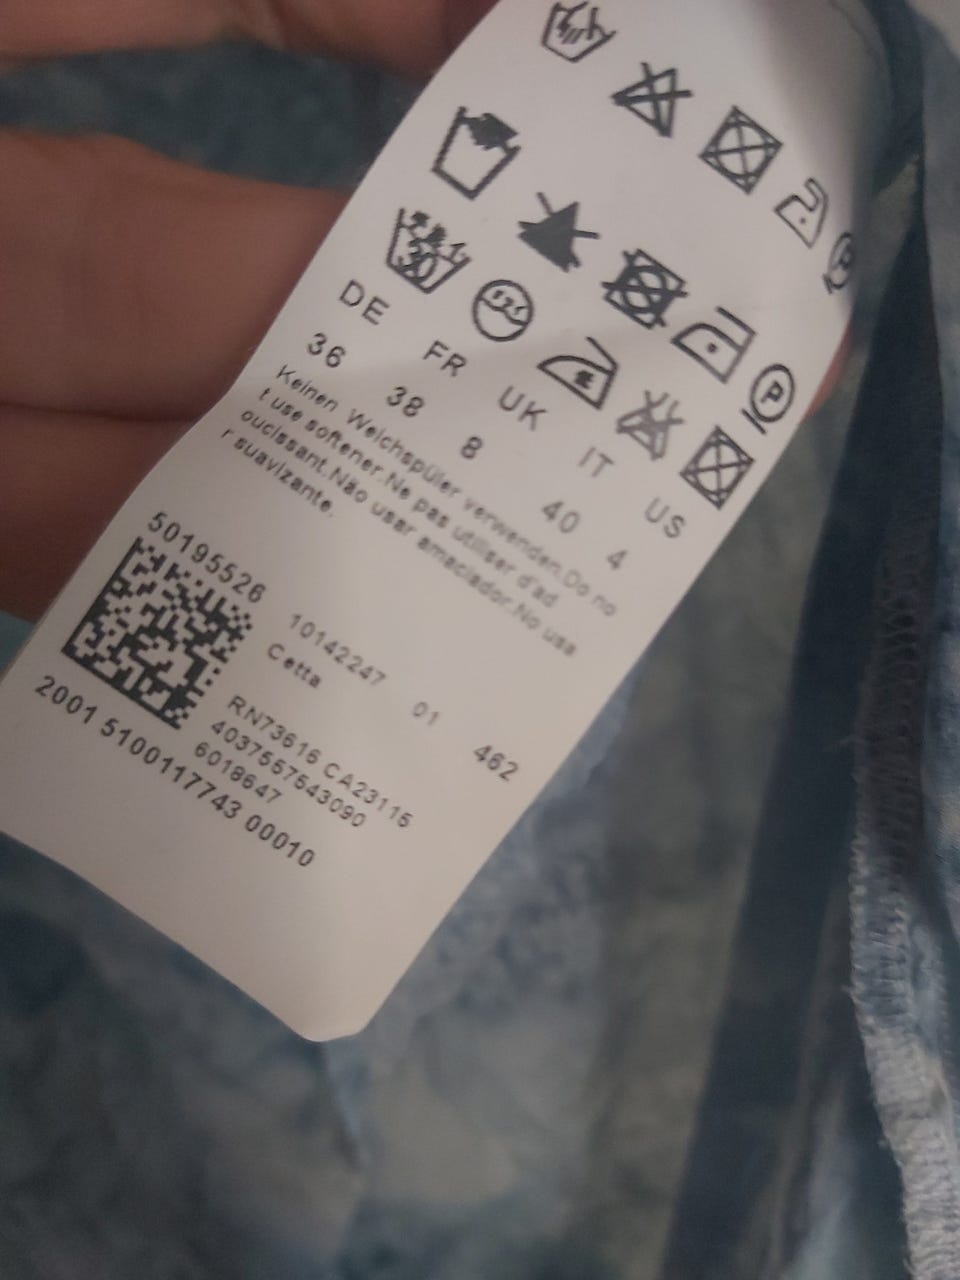 30
DE FR UK IT US
36 38 8 40 4
Keinen Weichspüler verwenden.Do no
t use softener.Ne pas utiliser d'ad
oucissant.Não usar amaciador.No usa
r suavizante.
50195526
10142247 01 462
Cetta
RN73616 CA23115
4037557543090
6018647
2001 5100117743 00010
P
P